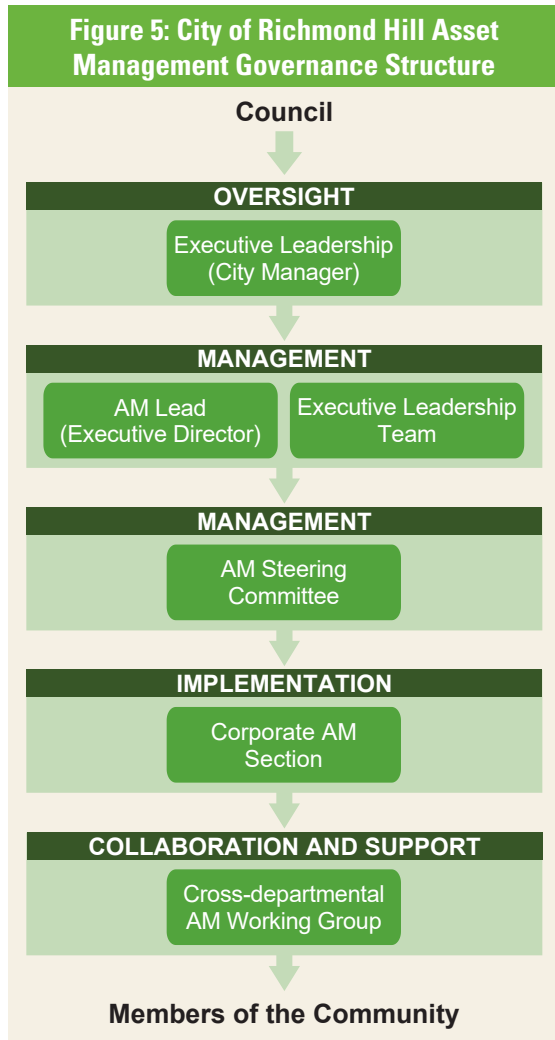 Figure 5: City of Richmond Hill Asset
Management Governance Structure
Council
OVERSIGHT
Executive Leadership
(City Manager)
MANAGEMENT
AM Lead
(Executive Director)
Executive Leadership
Team
MANAGEMENT
AM Steering
Committee
IMPLEMENTATION
Corporate AM
Section
COLLABORATION AND SUPPORT
Cross-departmental
AM Working Group
Members of the Community